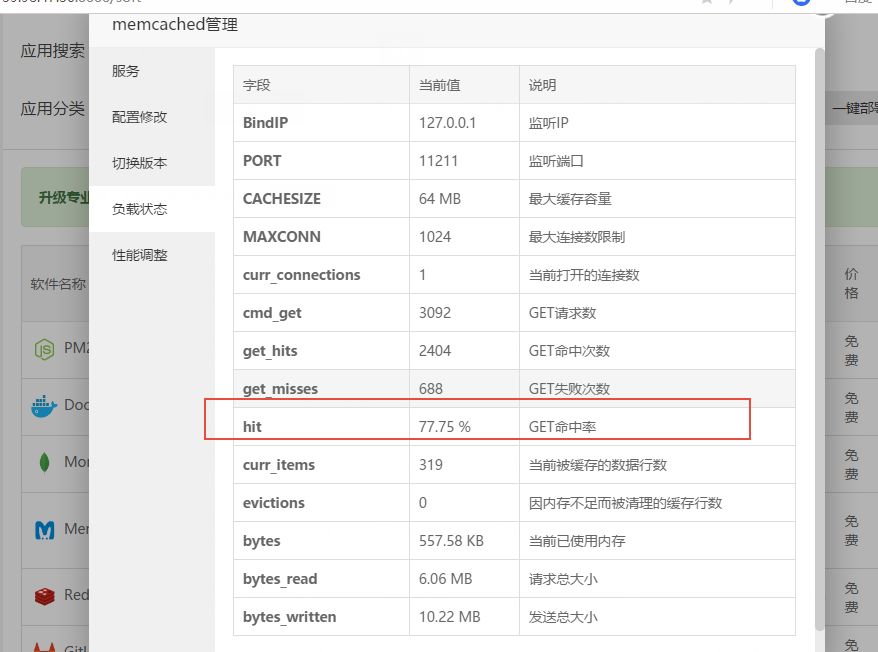 memcached管理
应用搜索
应用分类
一键部
升级专业
软件名称
价格
PM2
免费
Doc
免费
Mon
免费
Mem
免费
Red
免费
GitL
免
服务
配置修改
切换版本
负载状态
性能调整
字段 当前值 说明
BindIP 127.0.0.1 监听IP
PORT 11211 监听端口
CACHESIZE 64 MB 最大缓存容量
MAXCONN 1024 最大连接数限制
curr_connections 1 当前打开的连接数
cmd_get 3092 GET请求数
get_hits 2404 GET命中次数
get_misses 688 GET失败次数
hit 77.75 % GET命中率
curr_items 319 当前被缓存的数据行数
evictions 0 因内存不足而被清理的缓存行数
bytes 557.58 KB 当前已使用内存
bytes_read 6.06 MB 请求总大小
bytes_written 10.22 MB 发送总大小